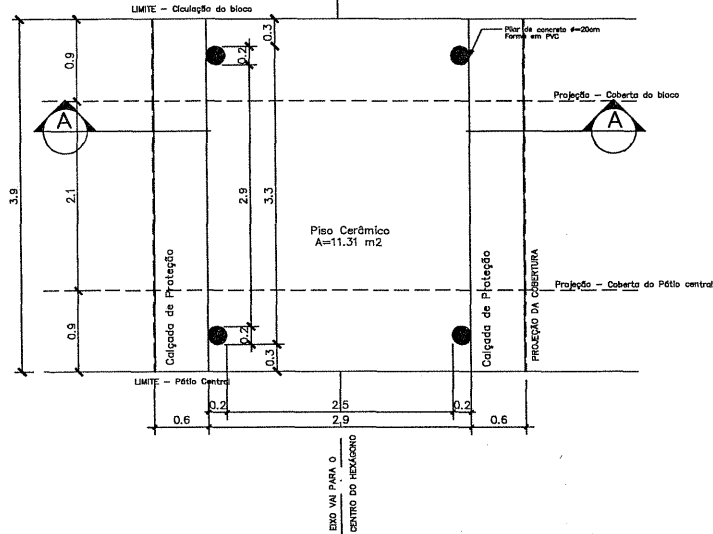 LIMITE – Ciculação do bloco
Pilar de concreto ø=20cm
Forma em PVC
0.3
0.2
0.9
Projeção – Coberta do bloco
A
A
3.9
2.1
2.9
3.3
Piso Cerâmico
A=11.31 m2
Calçada de Proteção
Calçada de Proteção
PROJEÇÃO DA COBERTURA
Projeção – Coberta do Pátio central
0.9
0.2
0.3
LIMITE – Pátio Central
0.2
2.5
0.2
0.6
2.9
0.6
EIXO VAI PARA O
CENTRO DO HEXÁGONO